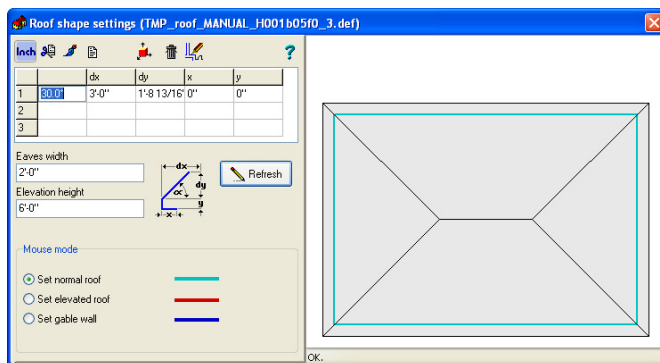 Roof shape settings (TMP_roof_MANUAL_H001b05f0_3.def)
Inch ?
dx dy x y
1 30.0° 3'-0" 1'-8 13/16" 0" 0"
2
3
Eaves width
2'-0"
Elevation height
6'-0"
dx
dy
α
y
x
Refresh
Mouse mode
Set normal roof
Set elevated roof
Set gable wall
OK.